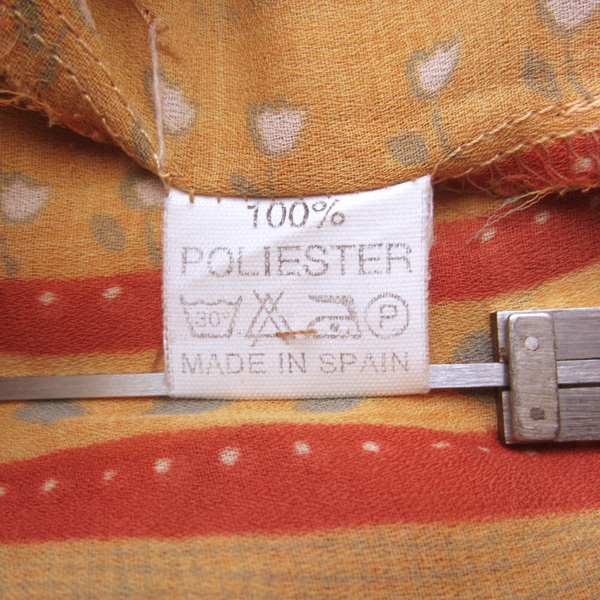 100%
POLIESTER
30° P
MADE IN SPAIN